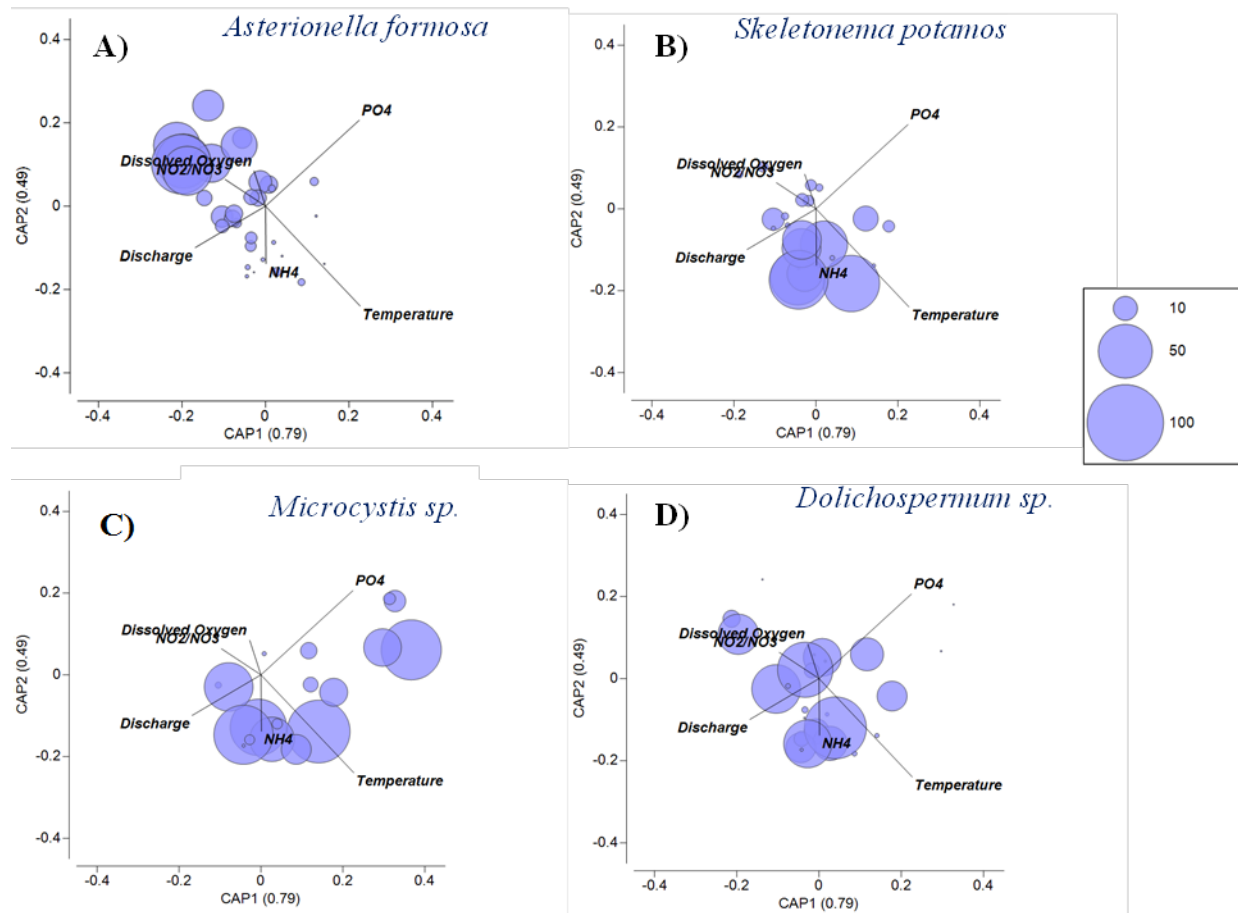 A)
Asterionella formosa
0.4
0.2
0
-0.2
-0.4
CAP2 (0.49)
PO4
Dissolved Oxygen
NO2/NO3
Discharge
NH4
Temperature
-0.4
-0.2
0
0.2
0.4
CAP1 (0.79)
B)
Skeletonema potamos
0.4
0.2
0
-0.2
-0.4
CAP2 (0.49)
PO4
Dissolved Oxygen
NO2/NO3
Discharge
NH4
Temperature
-0.4
-0.2
0
0.2
0.4
CAP1 (0.79)
10
50
100
C)
Microcystis sp.
0.4
0.2
0
-0.2
-0.4
CAP2 (0.49)
PO4
Dissolved Oxygen
NO2/NO3
Discharge
NH4
Temperature
-0.4
-0.2
0
0.2
0.4
CAP1 (0.79)
D)
Dolichospermum sp.
0.4
0.2
0
-0.2
-0.4
CAP2 (0.49)
PO4
Dissolved Oxygen
NO2/NO3
Discharge
NH4
Temperature
-0.4
-0.2
0
0.2
0.4
CAP1 (0.79)